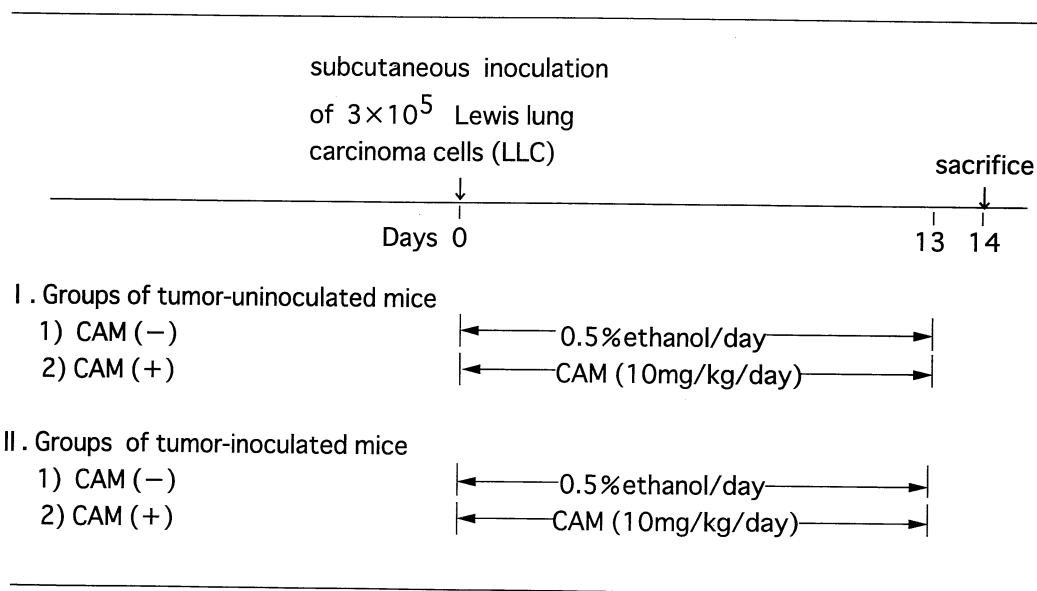 subcutaneous inoculation
of 3×10⁵ Lewis lung
carcinoma cells (LLC)
sacrifice
Days 0 13 14
I. Groups of tumor-uninoculated mice
1) CAM (−) 0.5%ethanol/day
2) CAM (+) CAM (10mg/kg/day)
II. Groups of tumor-inoculated mice
1) CAM (−) 0.5%ethanol/day
2) CAM (+) CAM (10mg/kg/day)